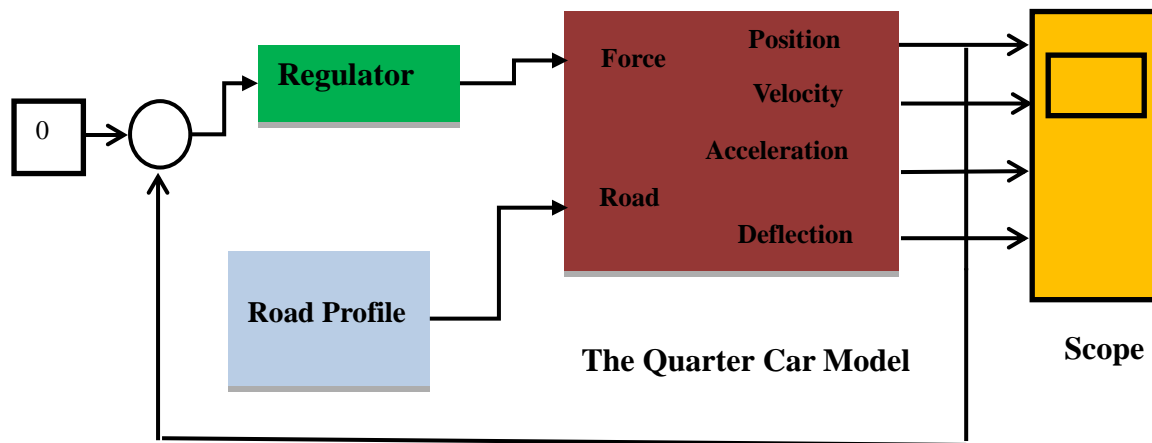 0
Regulator
Road Profile
Force
Road
Position
Velocity
Acceleration
Deflection
The Quarter Car Model
Scope